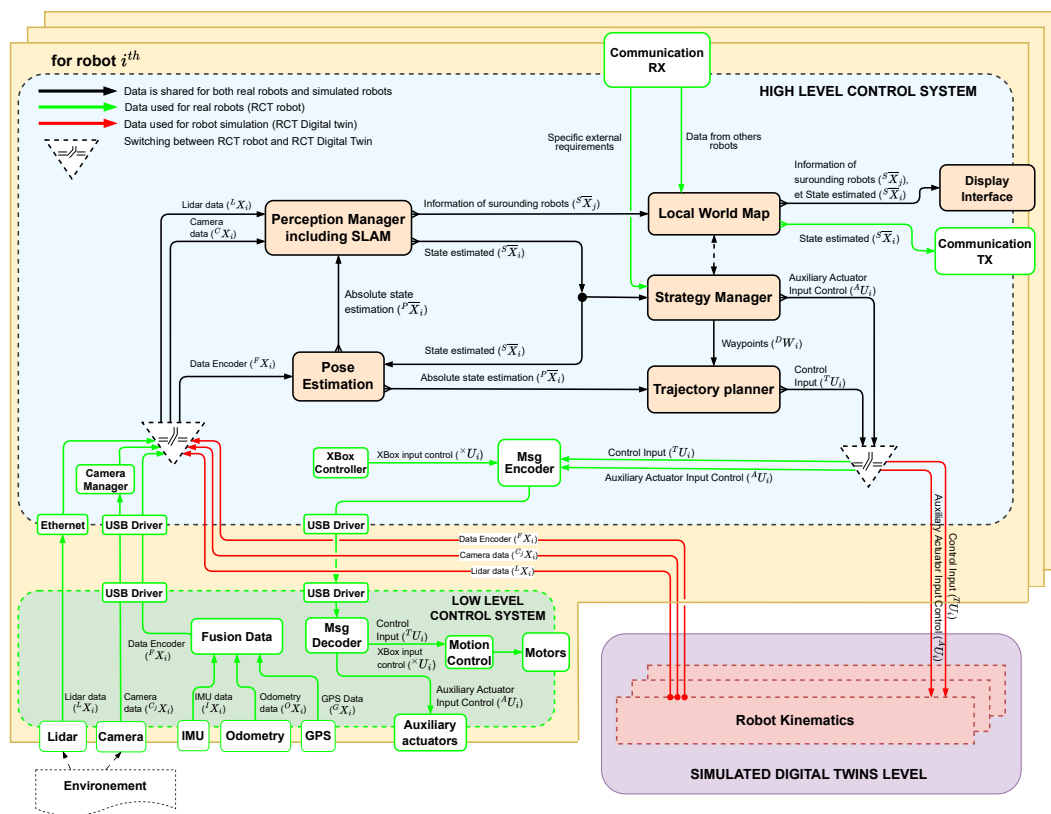 for robot i^th
Communication
RX
HIGH LEVEL CONTROL SYSTEM
Data is shared for both real robots and simulated robots
Data used for real robots (RCT robot)
Data used for robot simulation (RCT Digital twin)
Switching between RCT robot and RCT Digital Twin
Specific external
requirements
Data from others
robots
Information of
surounding robots (^S\overline{X}_j),
et State estimated (^S\overline{X}_i)
Display
Interface
Lidar data (^L X_i)
Camera
data (^C X_i)
Perception Manager
including SLAM
Information of surounding robots (^S\overline{X}_j)
State estimated (^S\overline{X}_i)
Local World Map
State estimated (^S\overline{X}_i)
Communication
TX
Absolute state
estimation (^P\overline{X}_i)
Strategy Manager
Auxiliary Actuator
Input Control (^A U_i)
Waypoints (^D W_i)
Data Encoder (^F X_i)
Pose
Estimation
State estimated (^S\overline{X}_i)
Absolute state estimation (^P\overline{X}_i)
Trajectory planner
Control
Input (^T U_i)
XBox
Controller
XBox input control (^× U_i)
Msg
Encoder
Control Input (^T U_i)
Auxiliary Actuator Input Control (^A U_i)
Camera
Manager
Ethernet
USB Driver
USB Driver
Data Encoder (^F X_i)
Camera data (^{C_j} X_i)
Lidar data (^L X_i)
Control Input (^T U_i)
Auxiliary Actuator Input Control (^A U_i)
USB Driver
USB Driver
LOW LEVEL
CONTROL SYSTEM
Data Encoder
(^F X_i)
Fusion Data
Msg
Decoder
Control
Input (^T U_i)
XBox input
control (^× U_i)
Motion
Control
Motors
Lidar data
(^L X_i)
Camera
data (^{C_j} X_i)
IMU data
(^I X_i)
Odometry
data (^O X_i)
GPS Data
(^G X_i)
Auxiliary Actuator
Input Control (^A U_i)
Lidar
Camera
IMU
Odometry
GPS
Auxiliary
actuators
Environement
Robot Kinematics
SIMULATED DIGITAL TWINS LEVEL